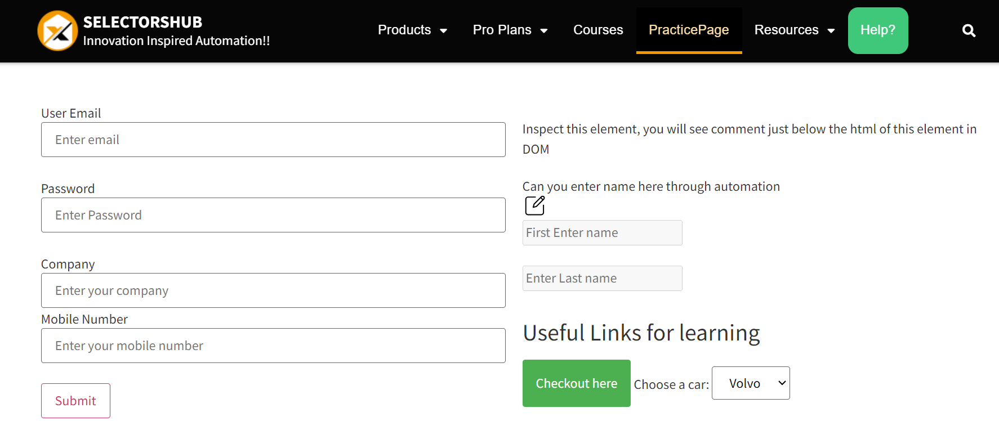 SELECTORSHUB
Innovation Inspired Automation!!
Products Pro Plans Courses PracticePage Resources Help?
User Email
Enter email
Password
Enter Password
Company
Enter your company
Mobile Number
Enter your mobile number
Submit
Inspect this element, you will see comment just below the html of this element in
DOM
Can you enter name here through automation
First Enter name
Enter Last name
Useful Links for learning
Checkout here Choose a car: Volvo